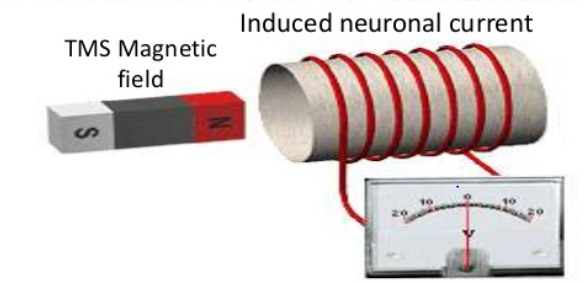 Induced neuronal current
TMS Magnetic
field
S
N
20 10 0 10 20
V